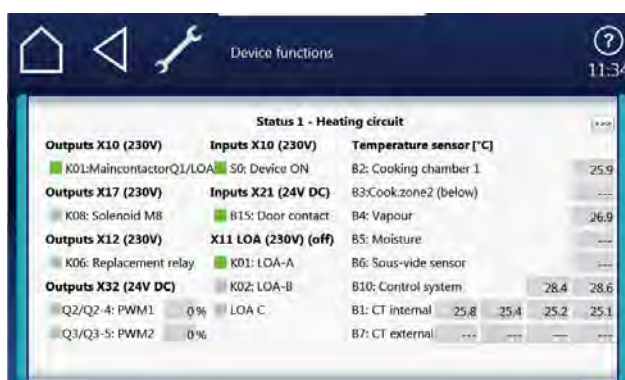 Device functions
?
11:34
Status 1 - Heating circuit
>>>
Outputs X10 (230V) Inputs X10 (230V) Temperature sensor [°C]
K01:MaincontactorQ1/LOA S0: Device ON B2: Cooking chamber 1 25.9
Outputs X17 (230V) Inputs X21 (24V DC) B3:Cook.zone2 (below) ---
K08: Solenoid M8 B15: Door contact B4: Vapour 26.9
Outputs X12 (230V) X11 LOA (230V) (off) B5: Moisture ---
K06: Replacement relay K01: LOA-A B6: Sous-vide sensor ---
Outputs X32 (24V DC) K02: LOA-B B10: Control system 28.4 28.6
Q2/Q2-4: PWM1 0 % LOA C B1: CT internal 25.8 25.4 25.2 25.1
Q3/Q3-5: PWM2 0 % B7: CT external --- --- --- ---